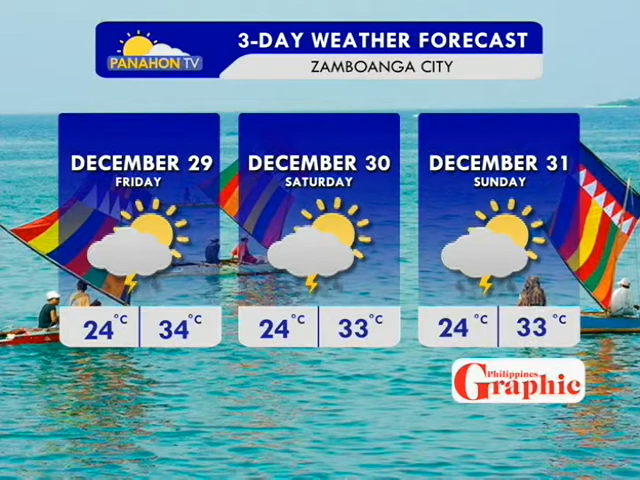 3-DAY WEATHER FORECAST
PANAHON TV
ZAMBOANGA CITY
DECEMBER 29
FRIDAY
24°C
34°C
DECEMBER 30
SATURDAY
24°C
33°C
DECEMBER 31
SUNDAY
24°C
33°C
Philippines
Graphic